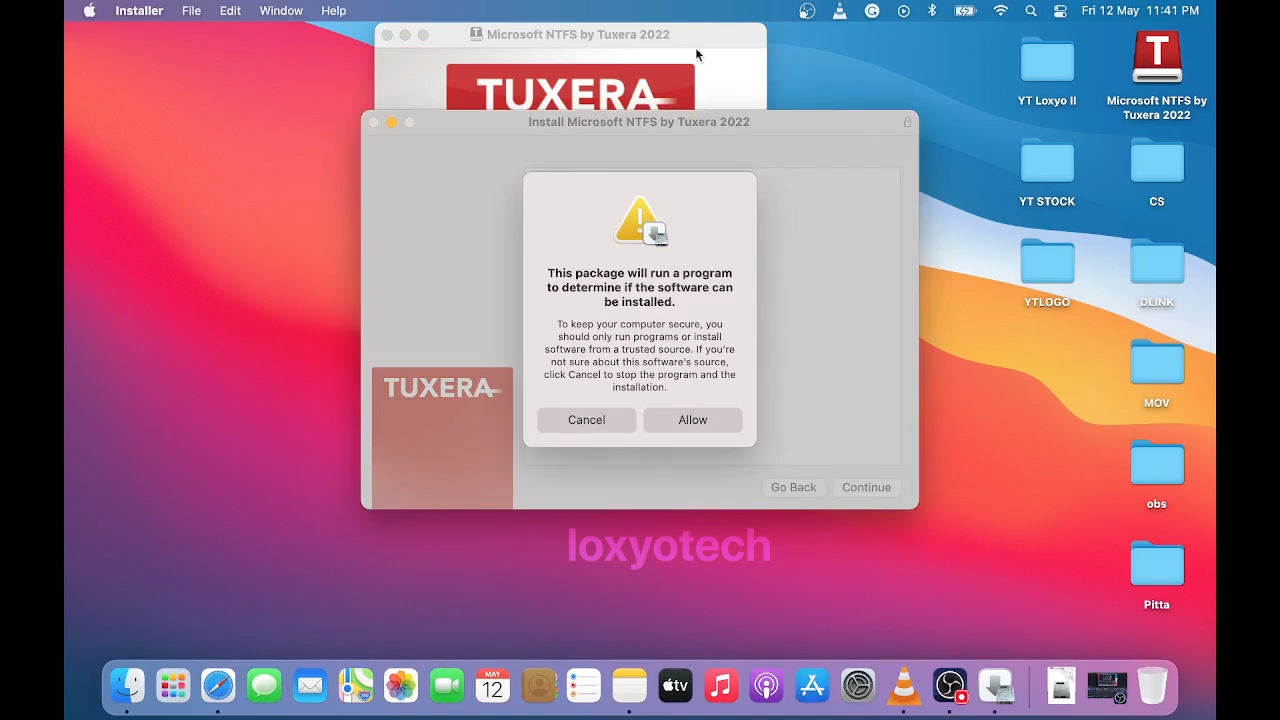 Installer File Edit Window Help Fri 12 May 11:41 PM
Microsoft NTFS by Tuxera 2022
TUXERA
Install Microsoft NTFS by Tuxera 2022
This package will run a program
to determine if the software can
be installed.
To keep your computer secure, you
should only run programs or install
software from a trusted source. If you're
not sure about this software's source,
click Cancel to stop the program and the
installation.
Cancel Allow
TUXERA
Go Back Continue
loxyotech
YT Loxyo II
T
Microsoft NTFS by
Tuxera 2022
YT STOCK
CS
YTLOGO
DLINK
MOV
obs
Pitta
MAY
12
tv